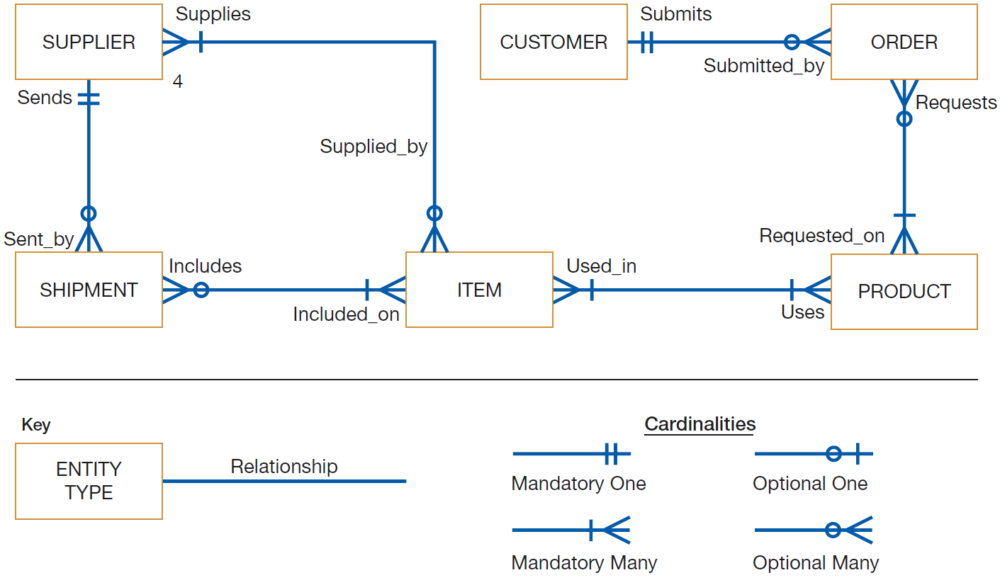 Supplies
Submits
SUPPLIER
CUSTOMER
ORDER
Submitted_by
4
Sends
Requests
Supplied_by
Sent_by
Requested_on
Includes
Used_in
SHIPMENT
ITEM
PRODUCT
Included_on
Uses
Key
Cardinalities
ENTITY
TYPE
Relationship
Mandatory One
Optional One
Mandatory Many
Optional Many